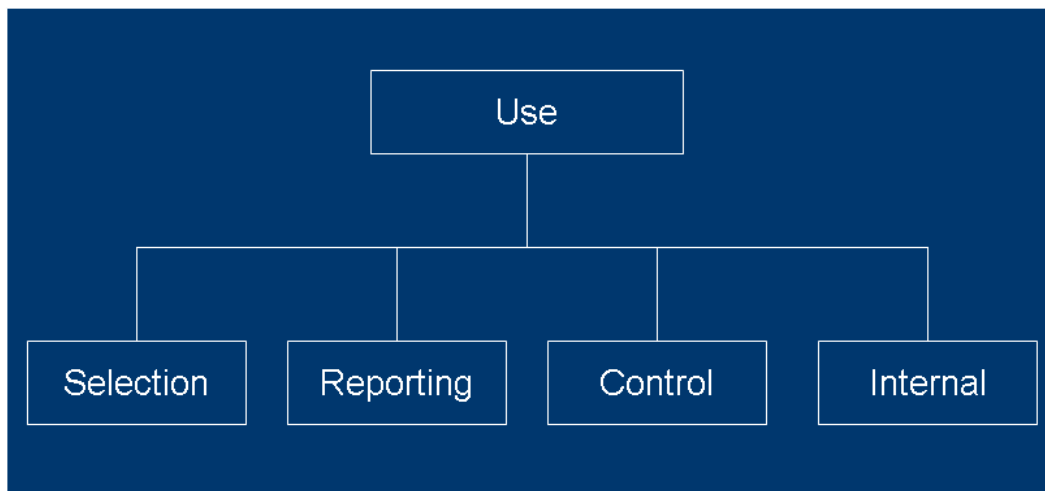 Use
Selection
Reporting
Control
Internal